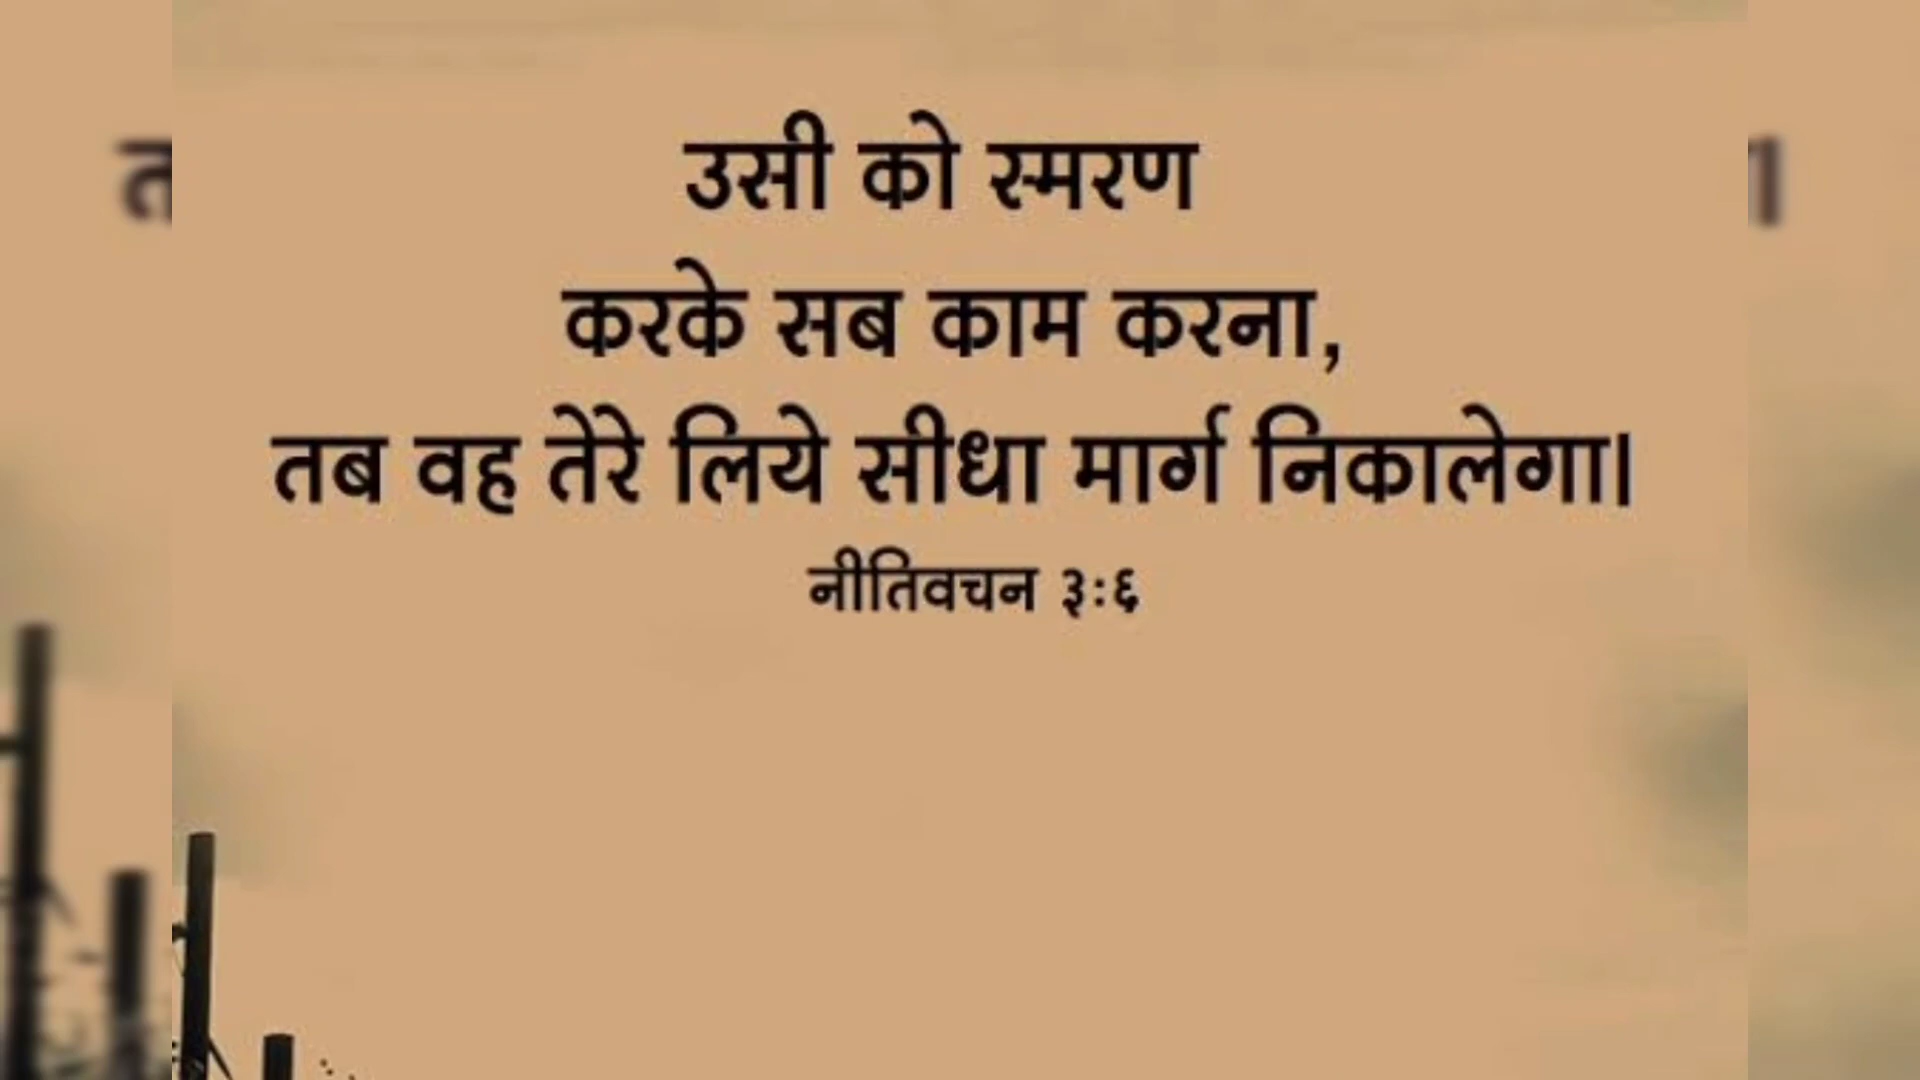 उसी को स्मरण
करके सब काम करना,
तब वह तेरे लिये सीधा मार्ग निकालेगा।
नीतिवचन ३:६